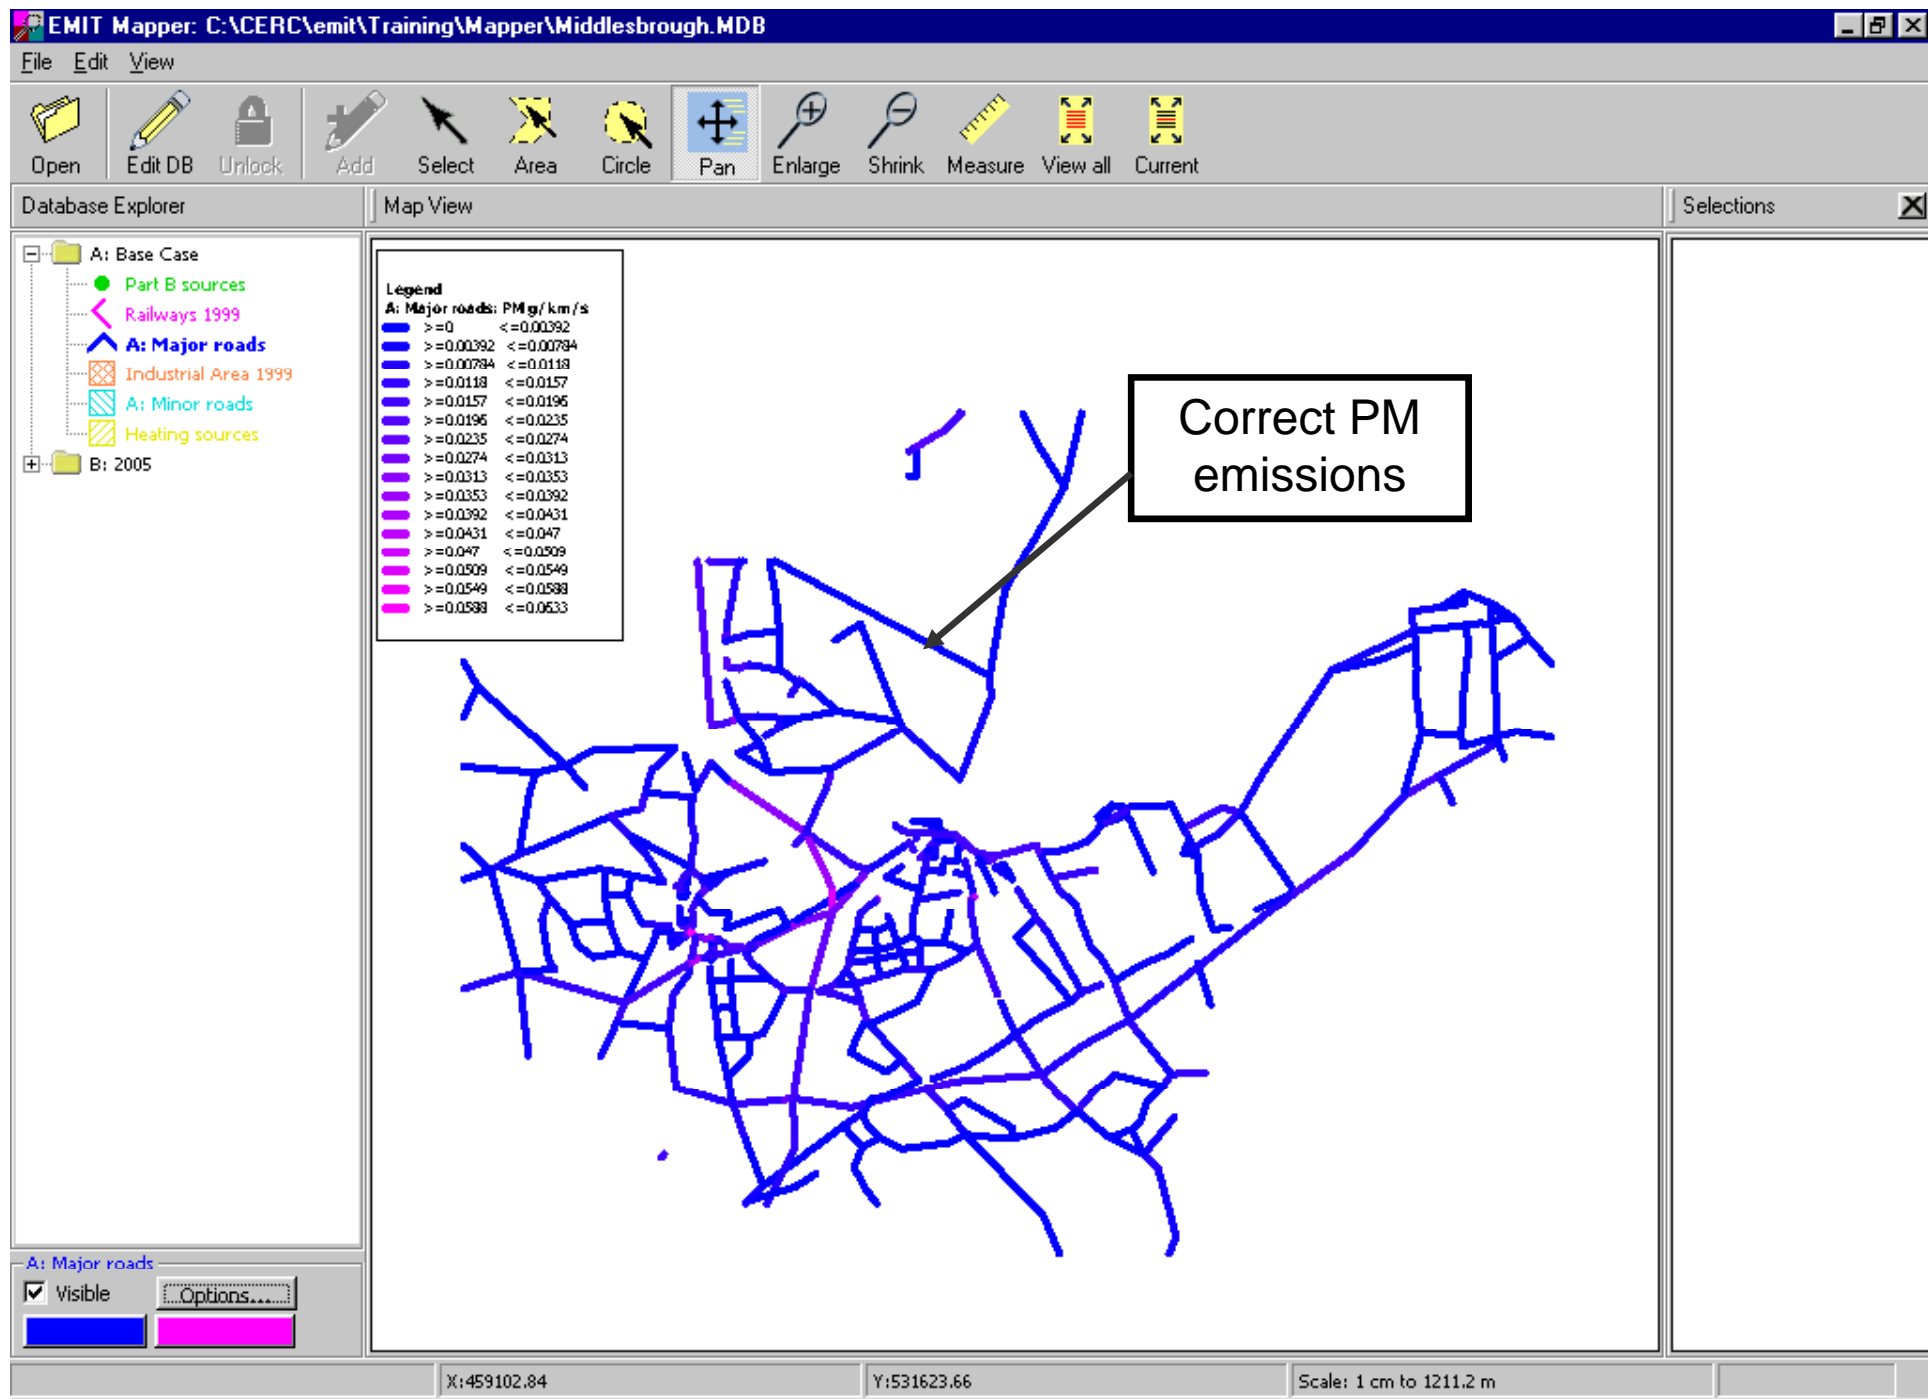 EMIT Mapper: C:\CERC\emit\Training\Mapper\Middlesbrough.MDB
File Edit View
Open Edit DB Unlock Add Select Area Circle Pan Enlarge Shrink Measure View all Current
Database Explorer
Map View
Selections
A: Base Case
Part B sources
Railways 1999
A: Major roads
Industrial Area 1999
A: Minor roads
Heating sources
B: 2005
Legend
A: Major roads: PM g/km/s
>=0 <=0.00392
>=0.00392 <=0.00784
>=0.00784 <=0.0118
>=0.0118 <=0.0157
>=0.0157 <=0.0196
>=0.0196 <=0.0235
>=0.0235 <=0.0274
>=0.0274 <=0.0313
>=0.0313 <=0.0353
>=0.0353 <=0.0392
>=0.0392 <=0.0431
>=0.0431 <=0.047
>=0.047 <=0.0509
>=0.0509 <=0.0549
>=0.0549 <=0.0588
>=0.0588 <=0.0633
Correct PM
emissions
A: Major roads
Visible Options...
X:459102.84
Y:531623.66
Scale: 1 cm to 1211.2 m